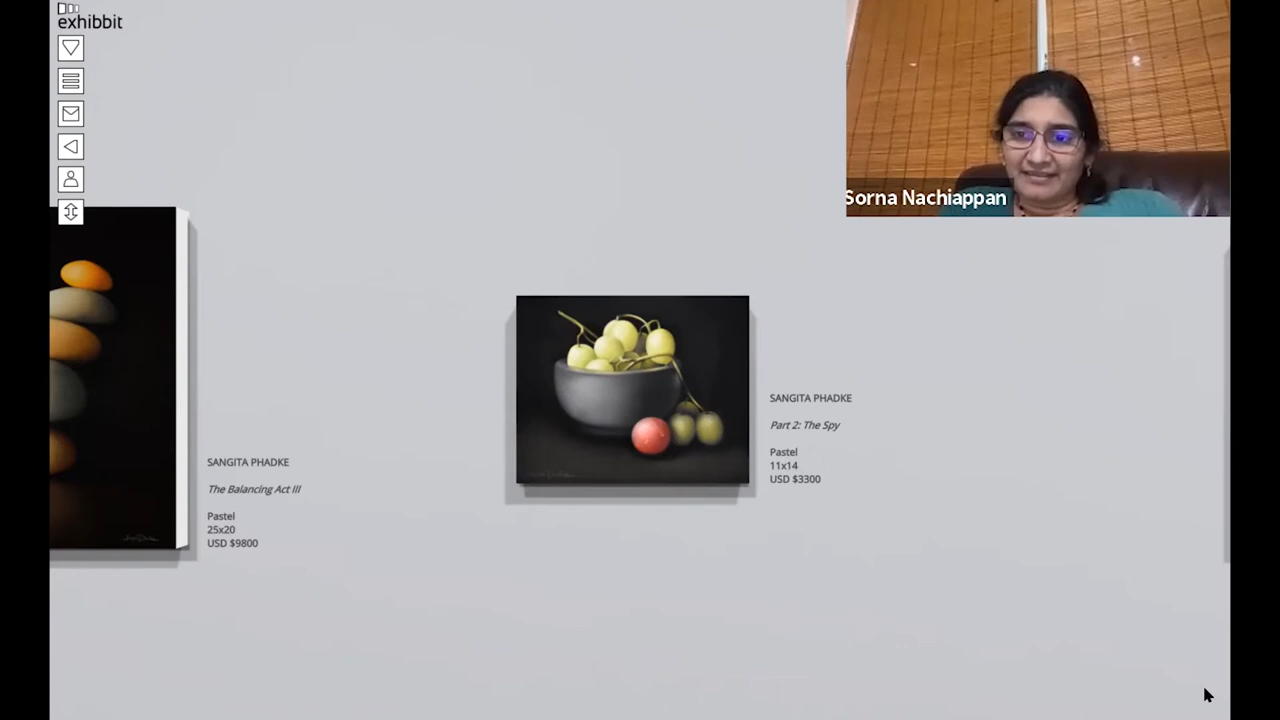 exhibbit
Sorna Nachiappan
SANGITA PHADKE
Part 2: The Spy
Pastel
11x14
USD $3300
SANGITA PHADKE
The Balancing Act III
Pastel
25x20
USD $9800